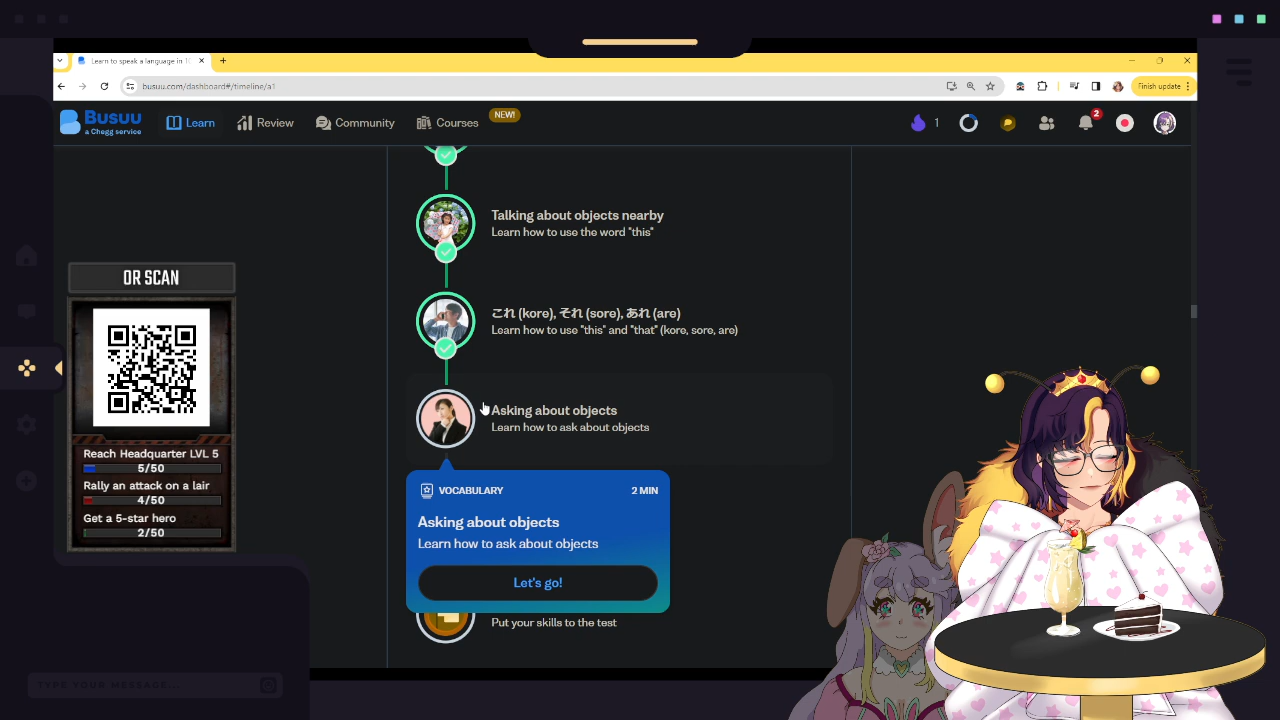 Learn to speak a language in 10
busuu.com/dashboard#/timeline/a1
Finish update
Busuu
a Chegg service
Learn
Review
Community
Courses
NEW!
1
2
Talking about objects nearby
Learn how to use the word "this"
OR SCAN
これ (kore), それ (sore), あれ (are)
Learn how to use "this" and "that" (kore, sore, are)
Asking about objects
Learn how to ask about objects
Reach Headquarter LVL 5
5/50
Rally an attack on a lair
4/50
Get a 5-star hero
2/50
VOCABULARY
2 MIN
Asking about objects
Learn how to ask about objects
Let's go!
Put your skills to the test
TYPE YOUR MESSAGE...